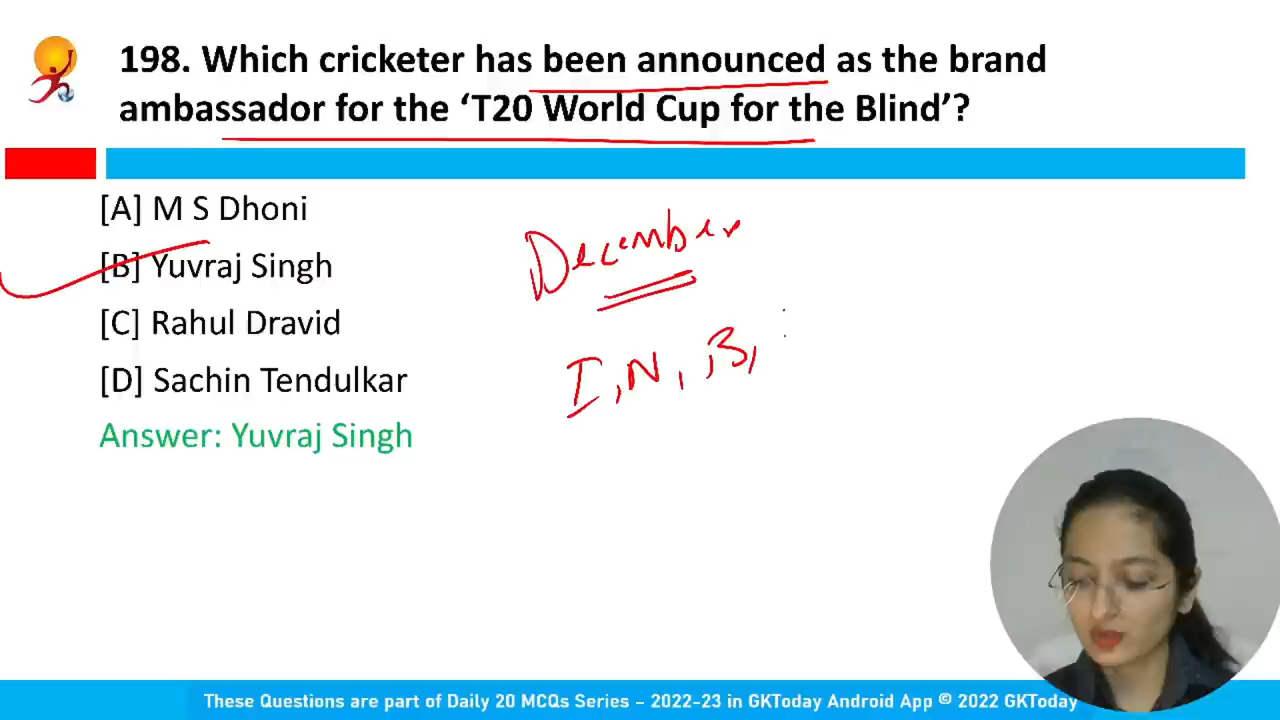 198. Which cricketer has been announced as the brand
ambassador for the ‘T20 World Cup for the Blind’?
[A] M S Dhoni
[B] Yuvraj Singh
[C] Rahul Dravid
[D] Sachin Tendulkar
Answer: Yuvraj Singh
December
I, N, B,
These Questions are part of Daily 20 MCQs Series – 2022-23 in GKToday Android App © 2022 GKToday